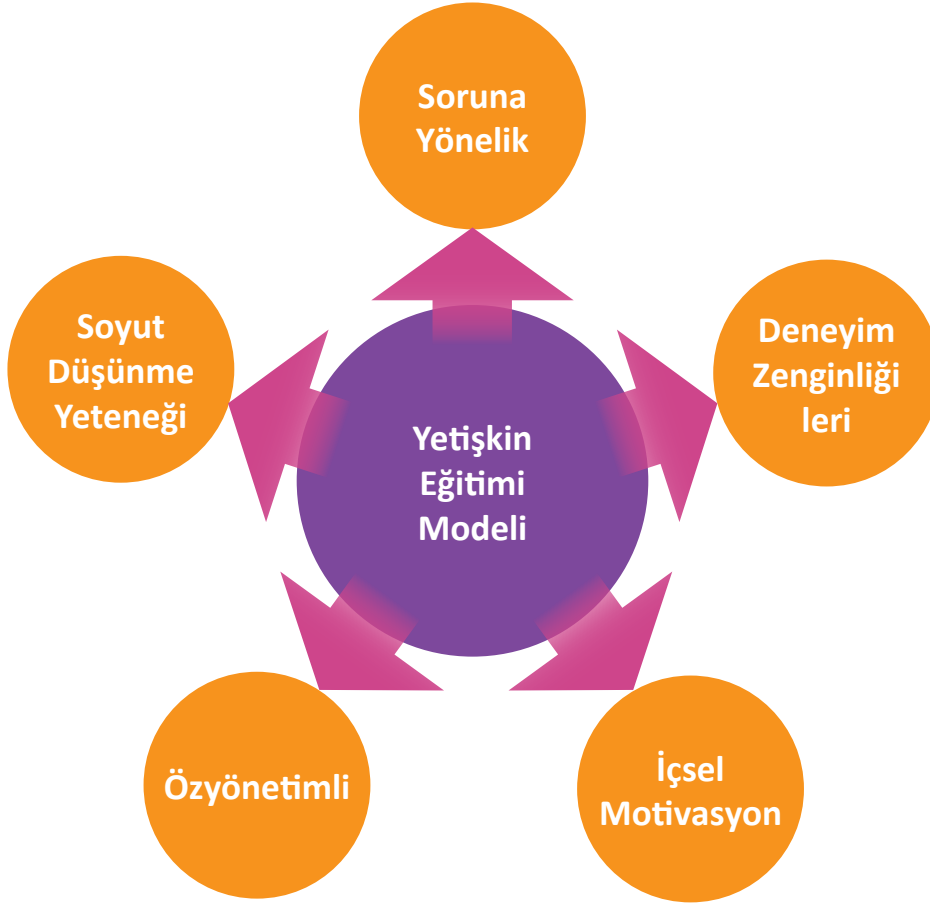 Soruna
Yönelik
Soyut
Düşünme
Yeteneği
Deneyim
Zenginliği
leri
Yetişkin
Eğitimi
Modeli
Özyönetimli
İçsel
Motivasyon